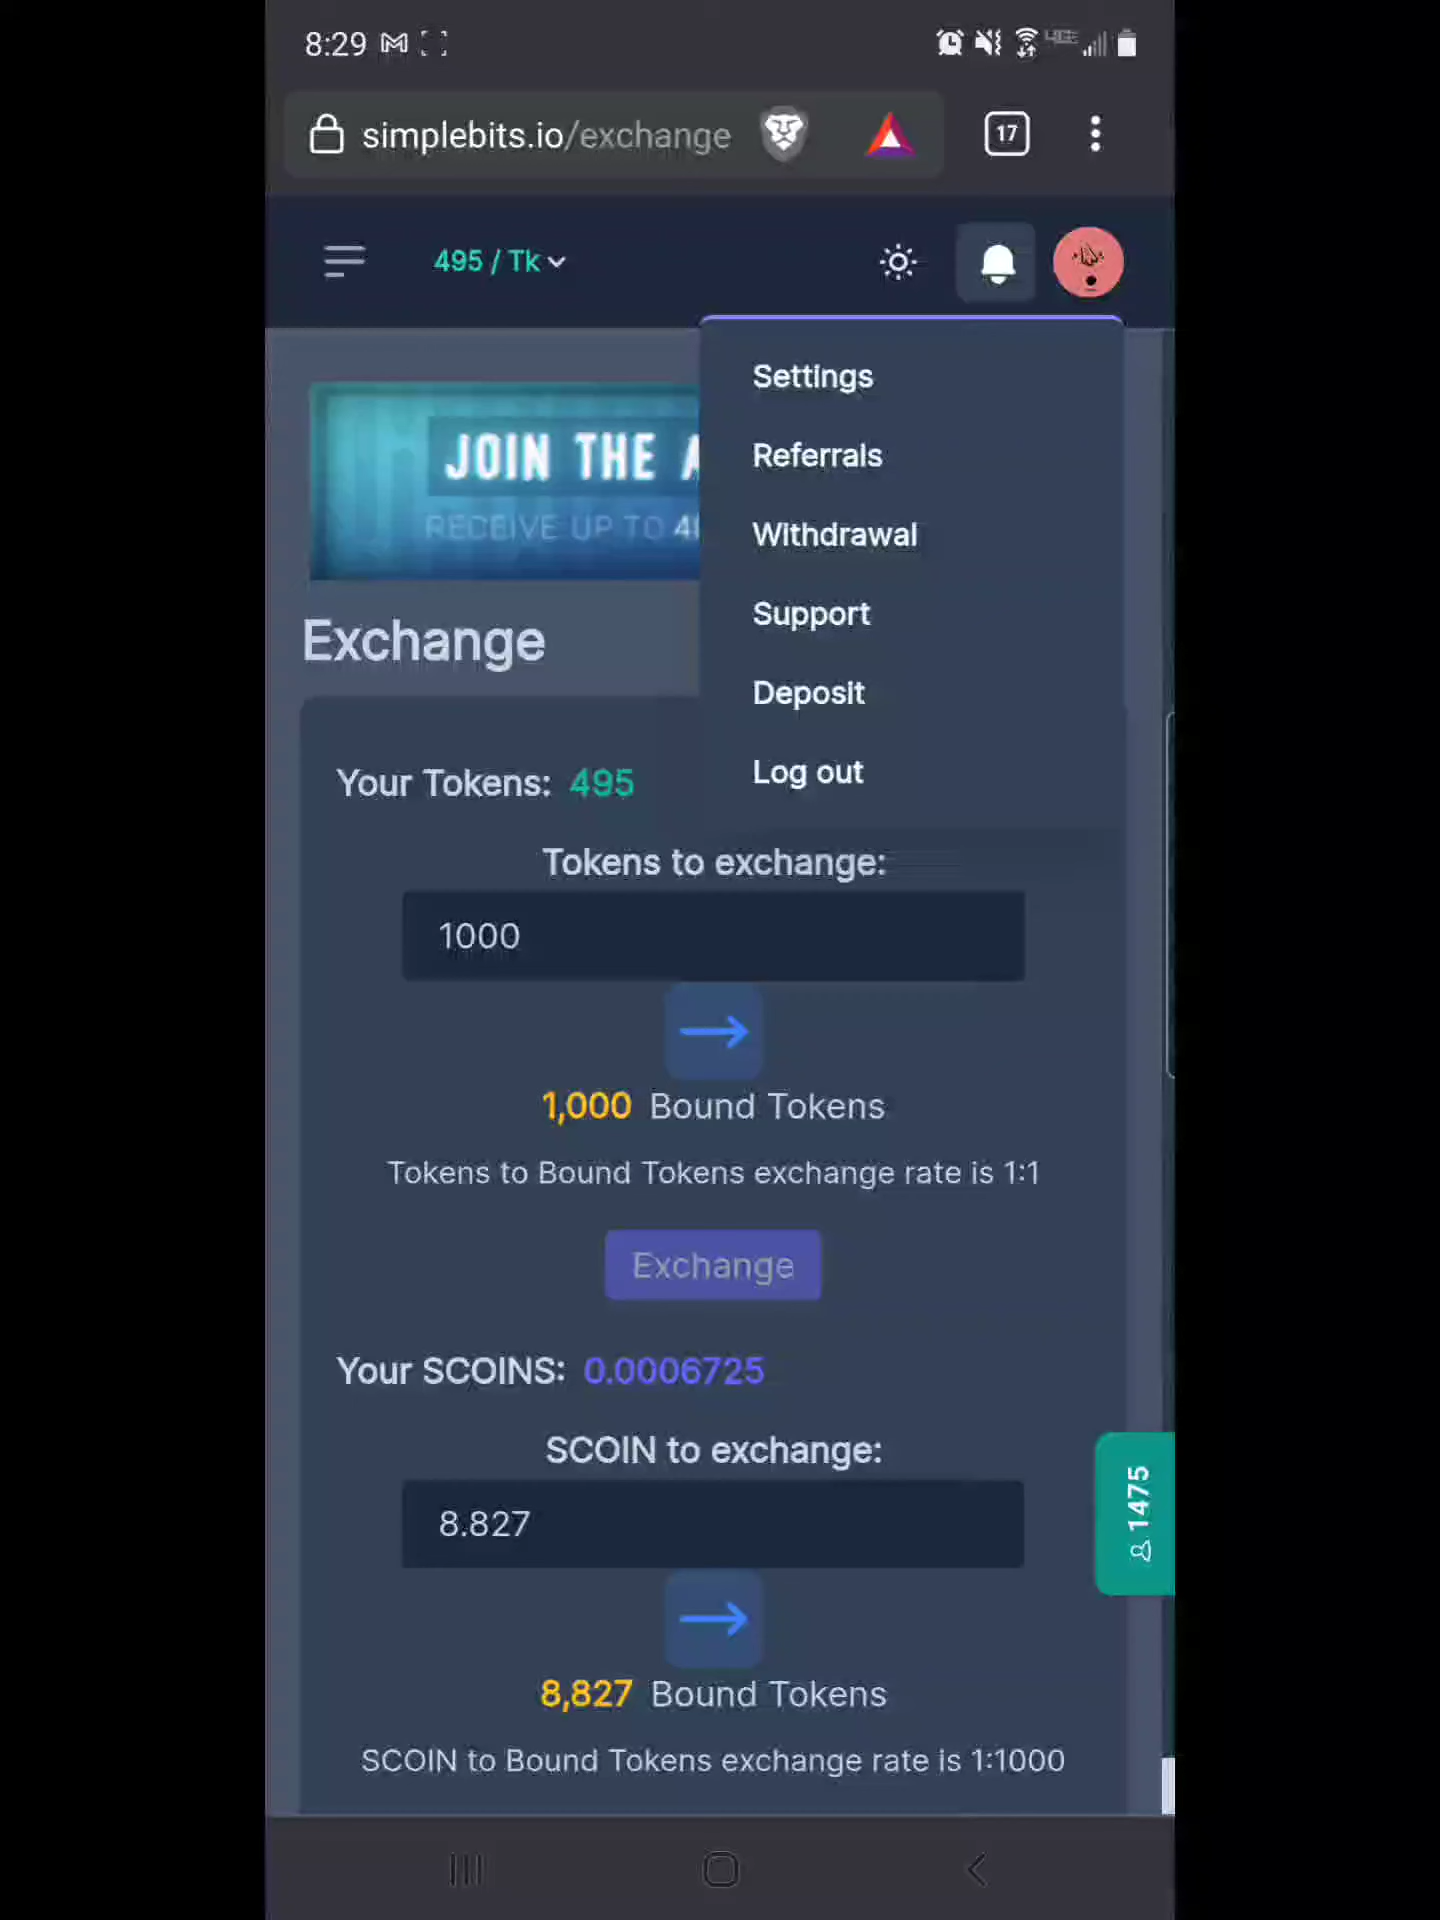 8:29
simplebits.io/exchange
17
495 / Tk
Settings
Referrals
Withdrawal
Support
Deposit
Log out
JOIN THE
RECEIVE UP TO
Exchange
Your Tokens: 495
Tokens to exchange:
1000
1,000 Bound Tokens
Tokens to Bound Tokens exchange rate is 1:1
Exchange
Your SCOINS: 0.0006725
SCOIN to exchange:
8.827
1475
8,827 Bound Tokens
SCOIN to Bound Tokens exchange rate is 1:1000